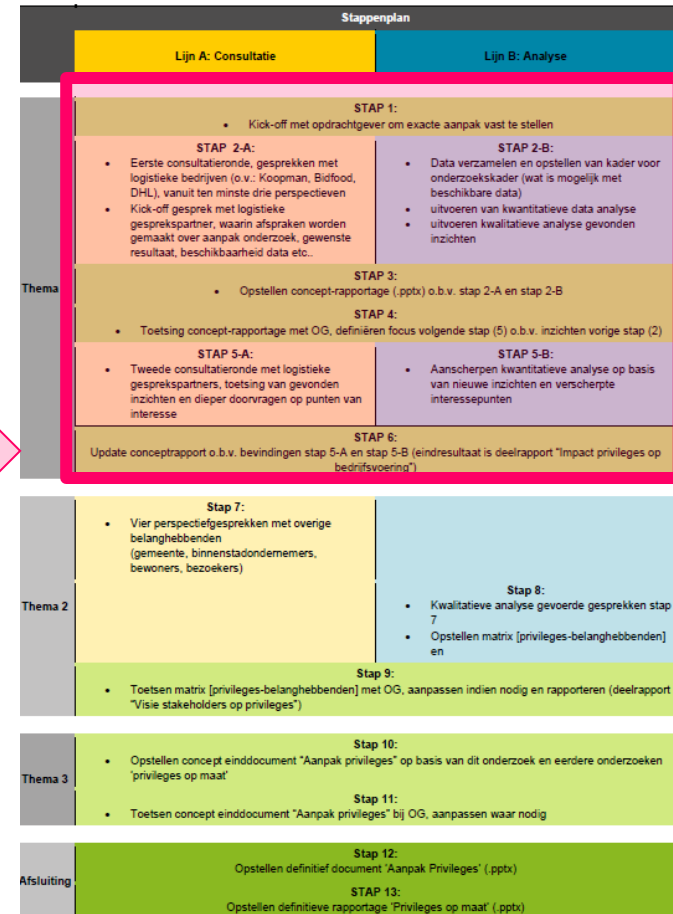 Stappenplan
Lijn A: Consultatie
Lijn B: Analyse
Thema
STAP 1:
• Kick-off met opdrachtgever om exacte aanpak vast te stellen
STAP 2-A:
• Eerste consultatieronde, gesprekken met
logistieke bedrijven (o.v.: Koopman, Bidfood,
DHL), vanuit ten minste drie perspectieven
• Kick-off gesprek met logistieke
gesprekspartner, waarin afspraken worden
gemaakt over aanpak onderzoek, gewenste
resultaat, beschikbaarheid data etc..
STAP 2-B:
• Data verzamelen en opstellen van kader voor
onderzoekskader (wat is mogelijk met
beschikbare data)
• uitvoeren van kwantitatieve data analyse
• uitvoeren kwalitatieve analyse gevonden
inzichten
STAP 3:
• Opstellen concept-rapportage (.pptx) o.b.v. stap 2-A en stap 2-B
STAP 4:
• Toetsing concept-rapportage met OG, definiëren focus volgende stap (5) o.b.v. inzichten vorige stap (2)
STAP 5-A:
• Tweede consultatieronde met logistieke
gesprekspartners, toetsing van gevonden
inzichten en dieper doorvragen op punten van
interesse
STAP 5-B:
• Aanscherpen kwantitatieve analyse op basis
van nieuwe inzichten en verscherpte
interessepunten
STAP 6:
Update conceptrapport o.b.v. bevindingen stap 5-A en stap 5-B (eindresultaat is deelrapport "Impact privileges op
bedrijfsvoering")
Thema 2
Stap 7:
• Vier perspectiefgesprekken met overige
belanghebbenden
(gemeente, binnenstadondernemers,
bewoners, bezoekers)
Stap 8:
• Kwalitatieve analyse gevoerde gesprekken stap
7
• Opstellen matrix [privileges-belanghebbenden]
en
Stap 9:
• Toetsen matrix [privileges-belanghebbenden] met OG, aanpassen indien nodig en rapporteren (deelrapport
"Visie stakeholders op privileges")
Thema 3
Stap 10:
• Opstellen concept einddocument "Aanpak privileges" op basis van dit onderzoek en eerdere onderzoeken
'privileges op maat'
Stap 11:
• Toetsen concept einddocument "Aanpak privileges" bij OG, aanpassen waar nodig
Afsluiting
Stap 12:
Opstellen definitief document 'Aanpak Privileges' (.pptx)
STAP 13:
Opstellen definitieve rapportage 'Privileges op maat' (.pptx)